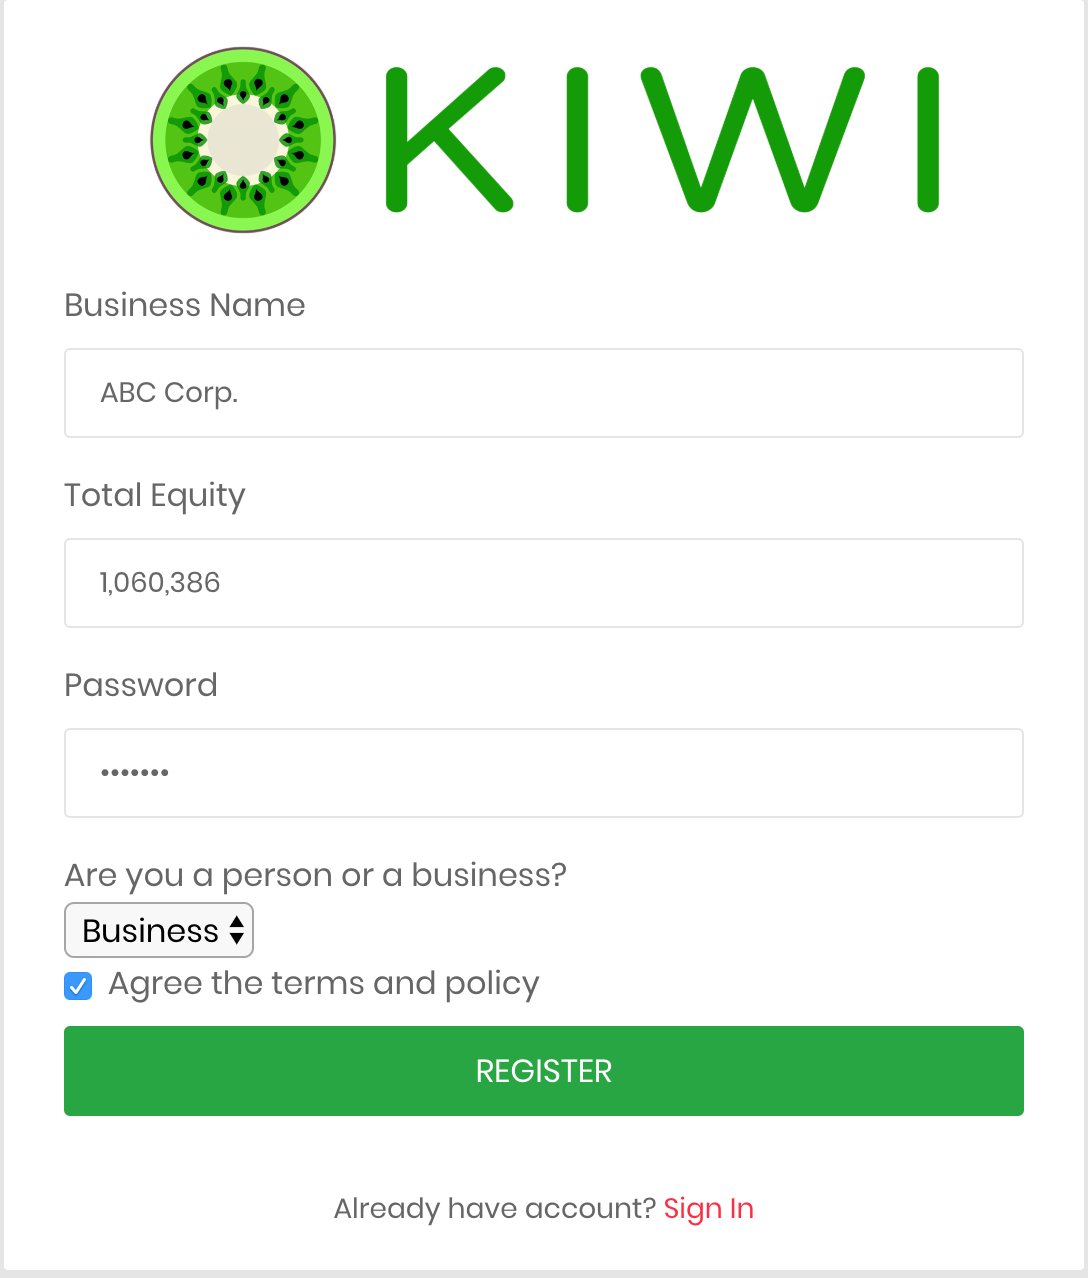 KIWI
Business Name
ABC Corp.
Total Equity
1,060,386
Password
•••••••
Are you a person or a business?
Business
Agree the terms and policy
REGISTER
Already have account? Sign In